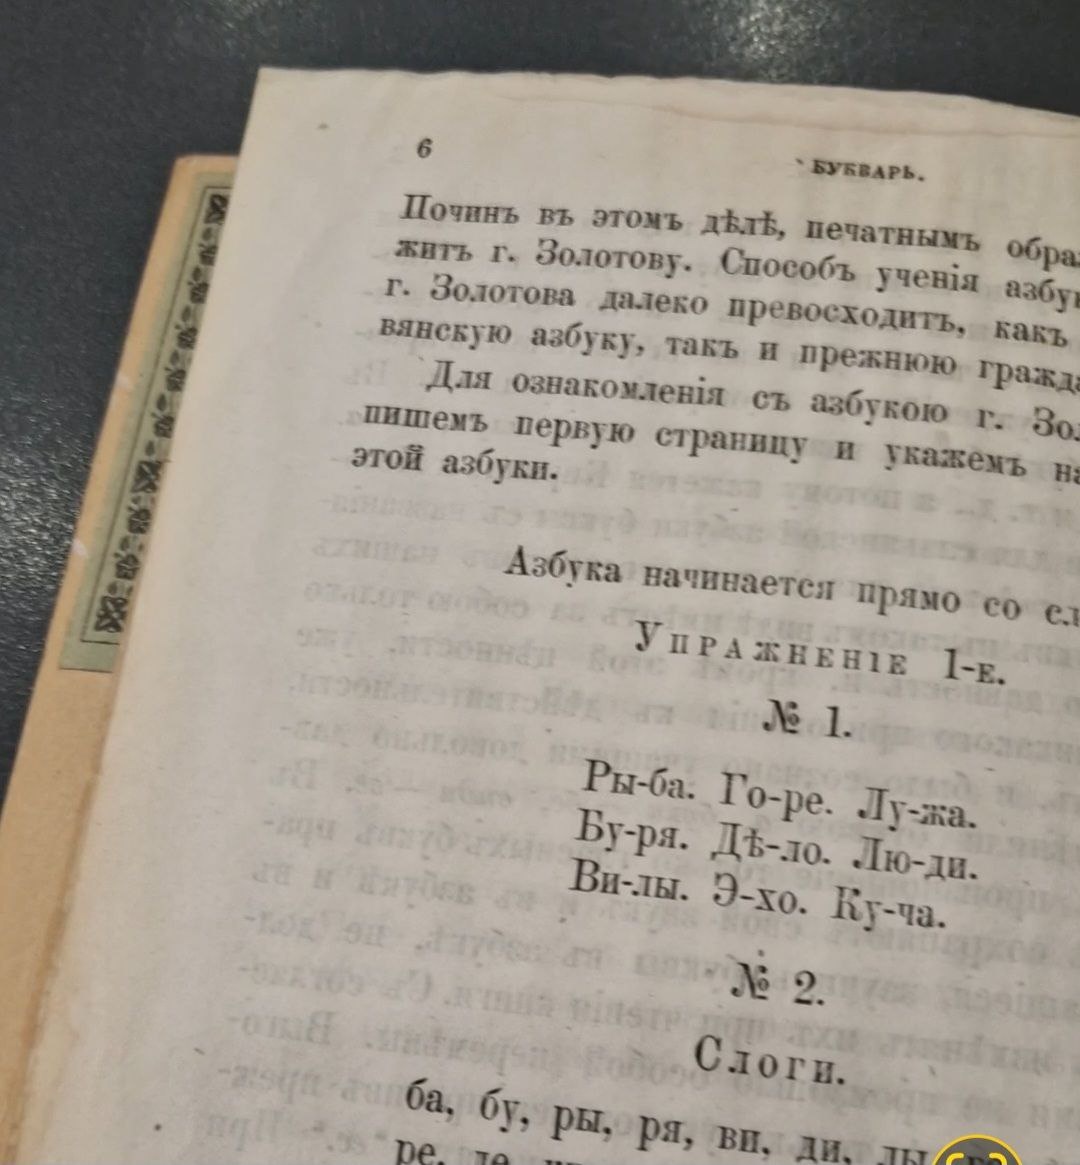 6 БУКВАРЬ.
Починъ въ этомъ дѣлѣ, печатнымъ
житъ г. Золотову. Способъ ученія
г. Золотова далеко превосходитъ, какъ
вянскую азбуку, такъ и прежнюю
Для ознакомленія съ азбукою г.
пишемъ первую страницу и укажемъ
этой азбуки.
Азбука начинается прямо со
Упражненіе 1-е.
№ 1.
Ры-ба. Го-ре. Лу-жа.
Бу-ря. Дѣ-ло. Лю-ди.
Ви-лы. Э-хо. Ку-ча.
№ 2.
Слоги.
ба, бу, ры, ря, ви, ди, лы,
ре,